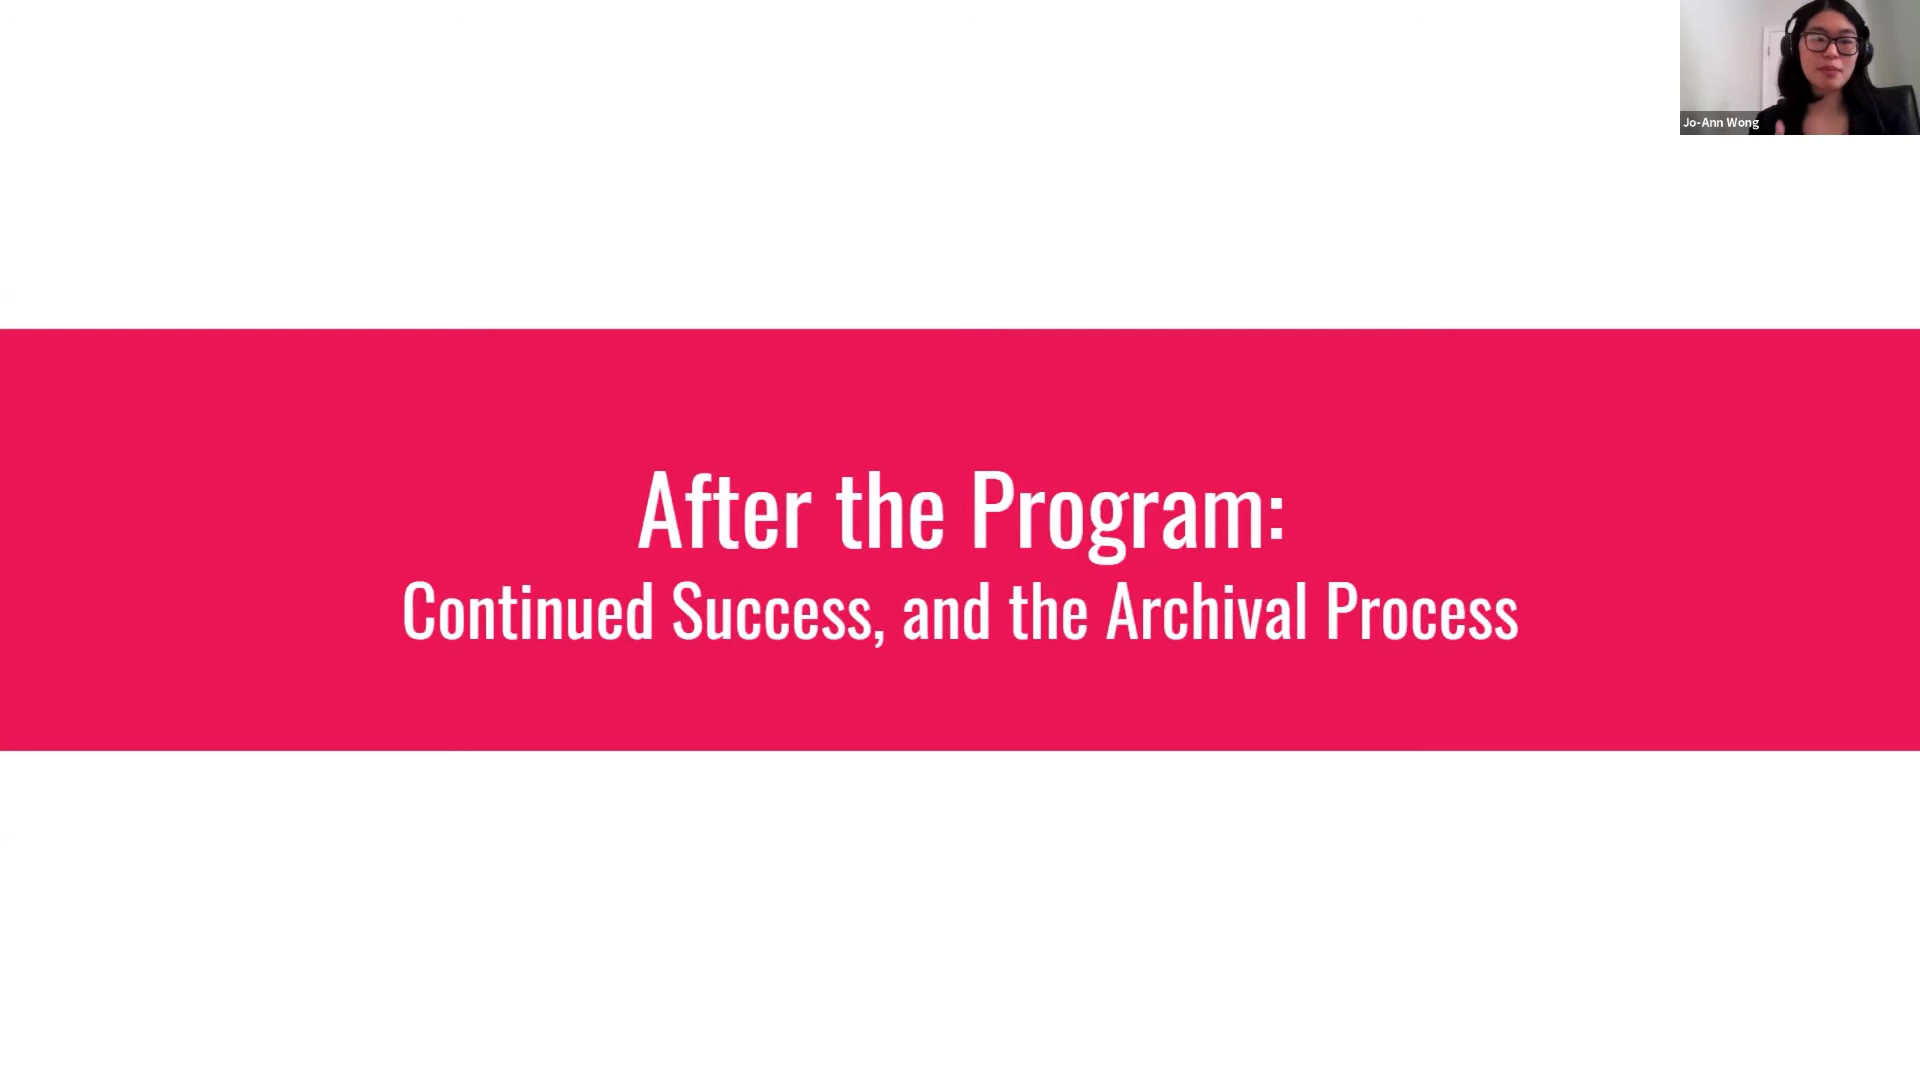 Jo-Ann Wong
After the Program:
Continued Success, and the Archival Process